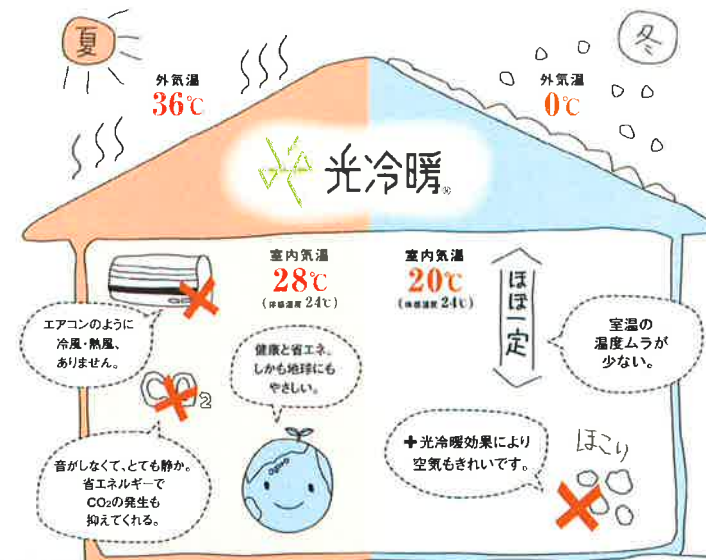 夏
冬
外気温
36℃
外気温
0℃
光冷暖®
室内気温
28℃
(体感温度 24℃)
室内気温
20℃
(体感温度 24℃)
ほぼ一定
エアコンのように
冷風・熱風、
ありません。
室温の
温度ムラが
少ない。
健康と省エネ。
しかも地球にも
やさしい。
CO2
音がしなくて、とても静か。
省エネルギーで
CO₂の発生も
抑えてくれる。
+光冷暖効果により
空気もきれいです。
ほこり